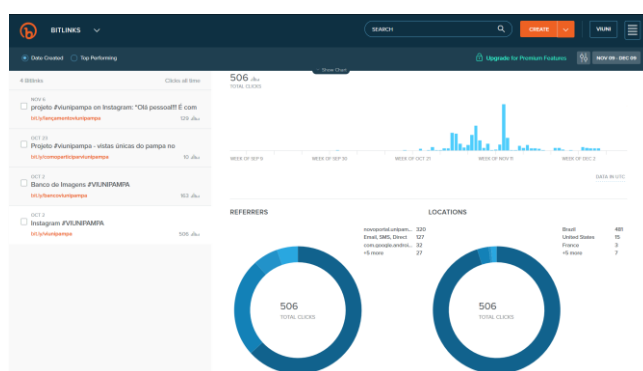 BITLINKS
SEARCH
CREATE
VIUNI
Date Created
Top Performing
Upgrade for Premium Features
NOV 09 - DEC 09
4 Bitlinks
Clicks all time
Show Chart
506
TOTAL CLICKS
NOV 6
projeto #viunipampa on Instagram: "Olá pessoal!!! É com
bit.ly/lançamentoviunipampa
129
OCT 23
Projeto #viunipampa - vistas únicas do pampa no
bit.ly/comoparticiparviunipampa
10
OCT 2
Banco de Imagens #VIUNIPAMPA
bit.ly/bancoviunipampa
163
OCT 2
Instagram #VIUNIPAMPA
bit.ly/viunipampa
506
WEEK OF SEP 9
WEEK OF SEP 30
WEEK OF OCT 21
WEEK OF NOV 11
WEEK OF DEC 2
DATA IN UTC
REFERRERS
novoportal.unipam... 320
Email, SMS, Direct 127
com.google.androi... 32
+5 more 27
506
TOTAL CLICKS
LOCATIONS
Brazil 481
United States 15
France 3
+5 more 7
506
TOTAL CLICKS